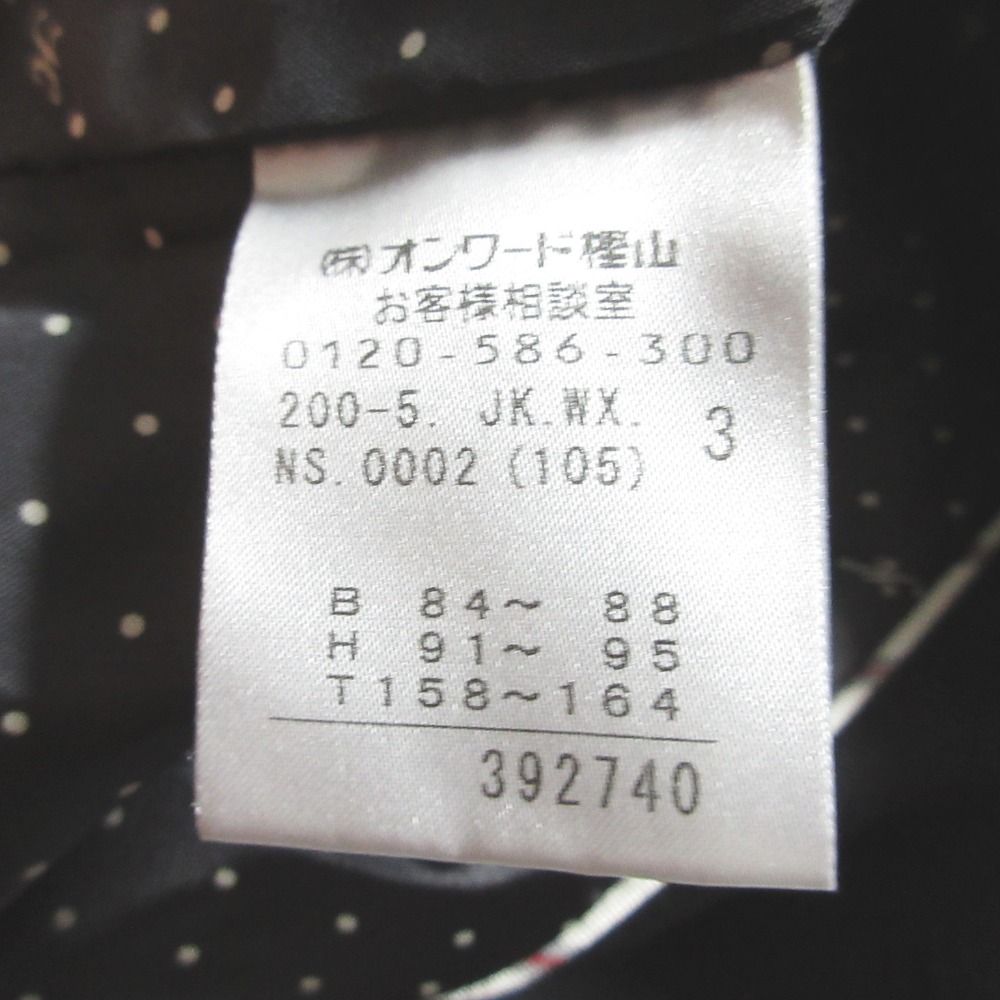 ㈱オンワード樫山
お客様相談室
0120-586-300
200-5. JK.WX. 3
NS.0002 (105)
B 84～ 88
H 91～ 95
T158～164
392740